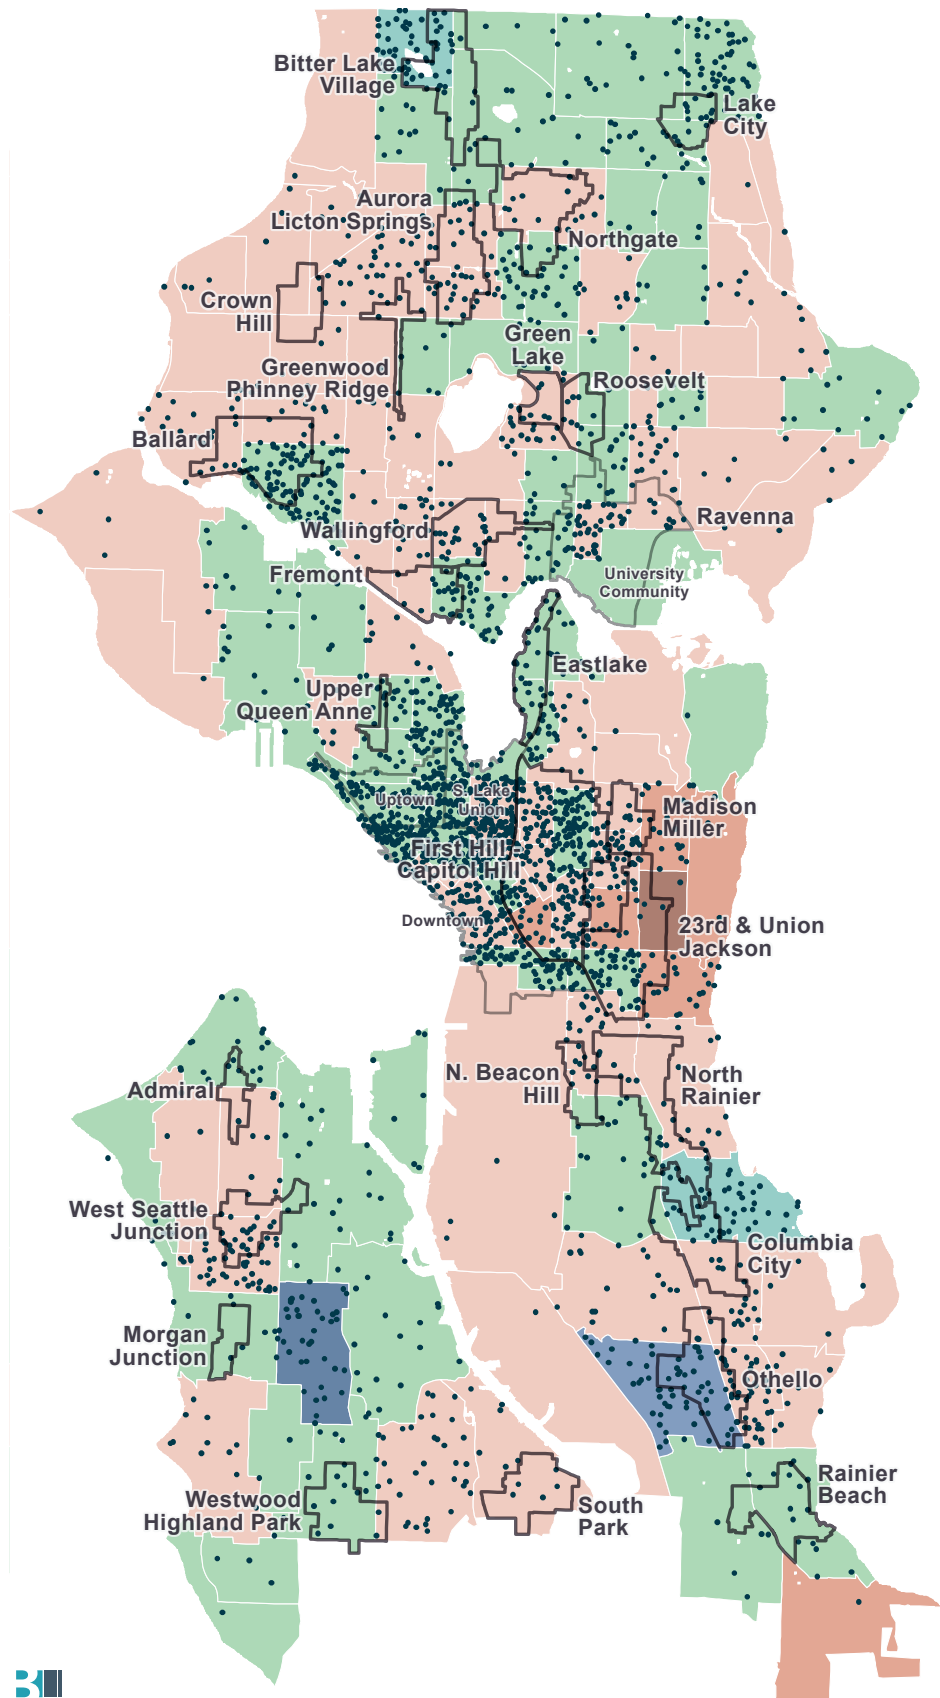 Bitter Lake
Village
Lake
City
Aurora
Licton Springs
Northgate
Crown
Hill
Green
Lake
Greenwood
Phinney Ridge
Roosevelt
Ballard
Ravenna
Wallingford
Fremont
University
Community
Eastlake
Upper
Queen Anne
Uptown
S. Lake
Union
Madison
Miller
First Hill
Capitol Hill
Downtown
23rd & Union
Jackson
Admiral
N. Beacon
Hill
North
Rainier
West Seattle
Junction
Columbia
City
Morgan
Junction
Othello
Rainier
Beach
Westwood
Highland Park
South
Park